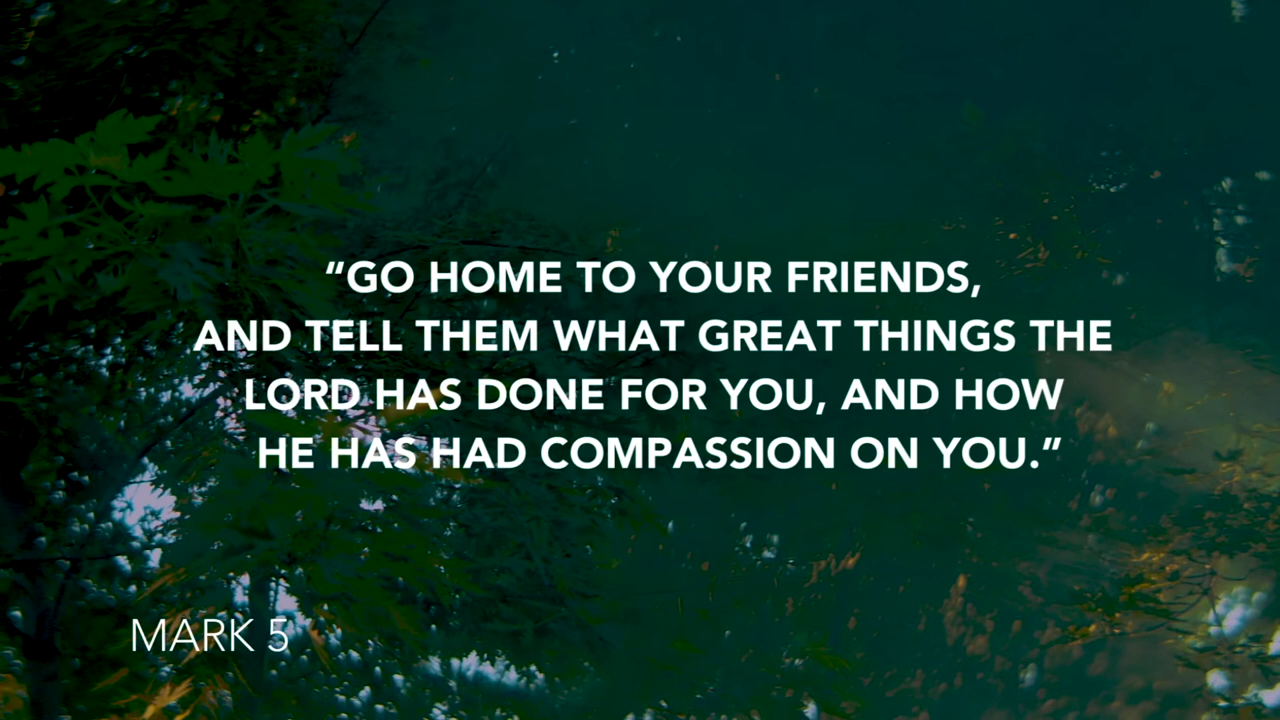 “GO HOME TO YOUR FRIENDS,
AND TELL THEM WHAT GREAT THINGS THE
LORD HAS DONE FOR YOU, AND HOW
HE HAS HAD COMPASSION ON YOU.”
MARK 5